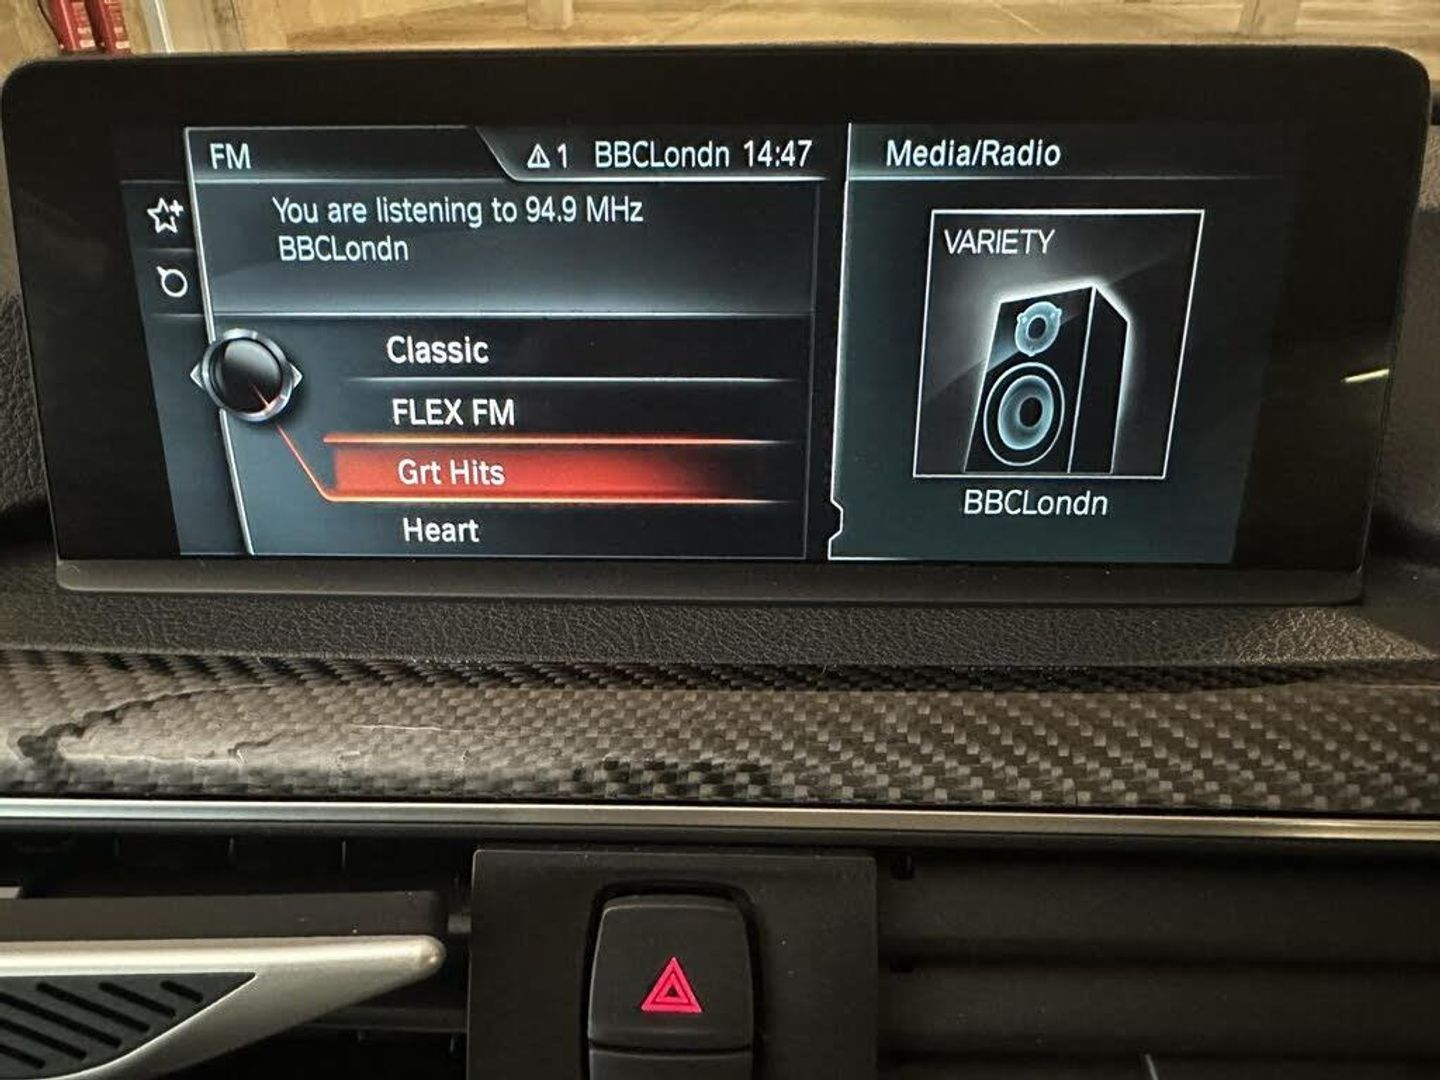 FM
1 BBCLondn 14:47
Media/Radio
You are listening to 94.9 MHz
BBCLondn
Classic
FLEX FM
Grt Hits
Heart
VARIETY
BBCLondn